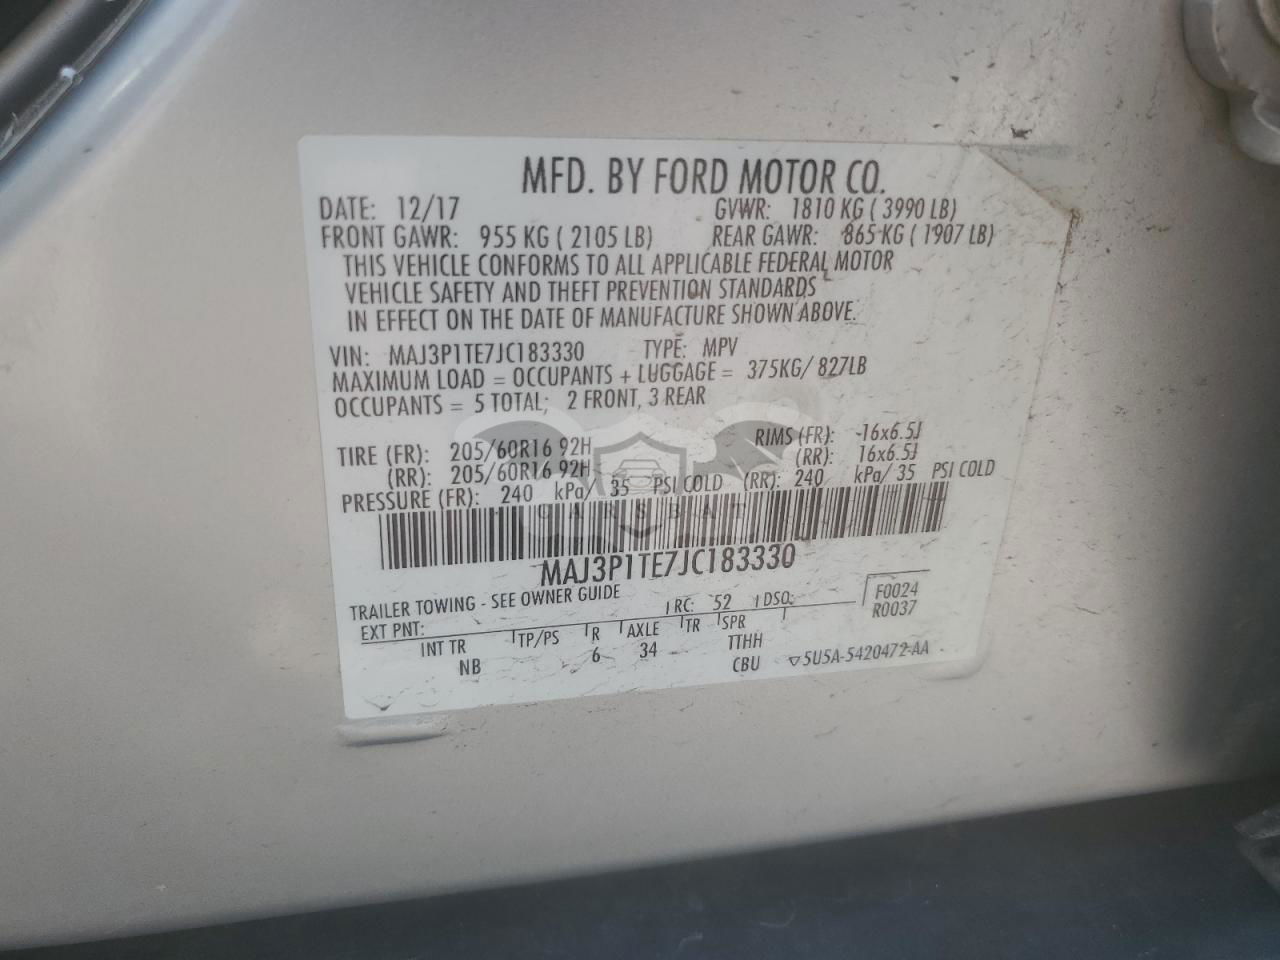 MFD. BY FORD MOTOR CO.
DATE: 12/17 GVWR: 1810 KG ( 3990 LB)
FRONT GAWR: 955 KG ( 2105 LB) REAR GAWR: 865 KG ( 1907 LB)
THIS VEHICLE CONFORMS TO ALL APPLICABLE FEDERAL MOTOR
VEHICLE SAFETY AND THEFT PREVENTION STANDARDS
IN EFFECT ON THE DATE OF MANUFACTURE SHOWN ABOVE.
VIN: MAJ3P1TE7JC183330 TYPE: MPV
MAXIMUM LOAD = OCCUPANTS + LUGGAGE = 375KG/ 827LB
OCCUPANTS = 5 TOTAL; 2 FRONT, 3 REAR
TIRE (FR): 205/60R16 92H RIMS (FR): 16x6.5J
(RR): 205/60R16 92H (RR): 16x6.5J
PRESSURE (FR): 240 kPa/ 35 PSI COLD (RR): 240 kPa/ 35 PSI COLD
CARSBAT
MAJ3P1TE7JC183330
TRAILER TOWING - SEE OWNER GUIDE
EXT PNT: RC: 52 DSO: F0024
R0037
INT TR TP/PS R AXLE TR SPR
NB 6 34 TTHH
CBU ▽5U5A-5420472-AA